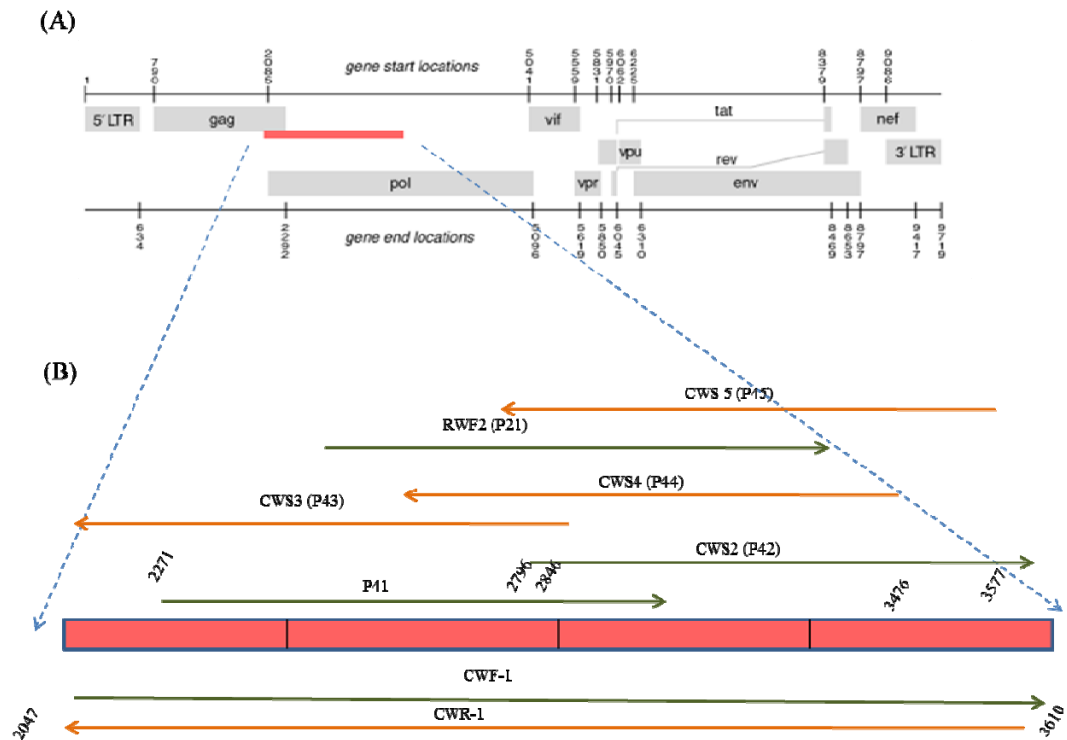 (A)
1
790
2085
gene start locations
5041
5559
5831
5970
6062
6225
8379
8797
9086
5' LTR
gag
vif
tat
nef
vpu
rev
3' LTR
pol
vpr
env
634
2292
gene end locations
5096
5619
5850
6045
6310
8469
8653
8797
9417
9719
(B)
CWS 5 (P45)
RWF2 (P21)
CWS4 (P44)
CWS3 (P43)
CWS2 (P42)
2271
2796
2846
3476
3577
P41
CWF-1
CWR-1
2047
3610